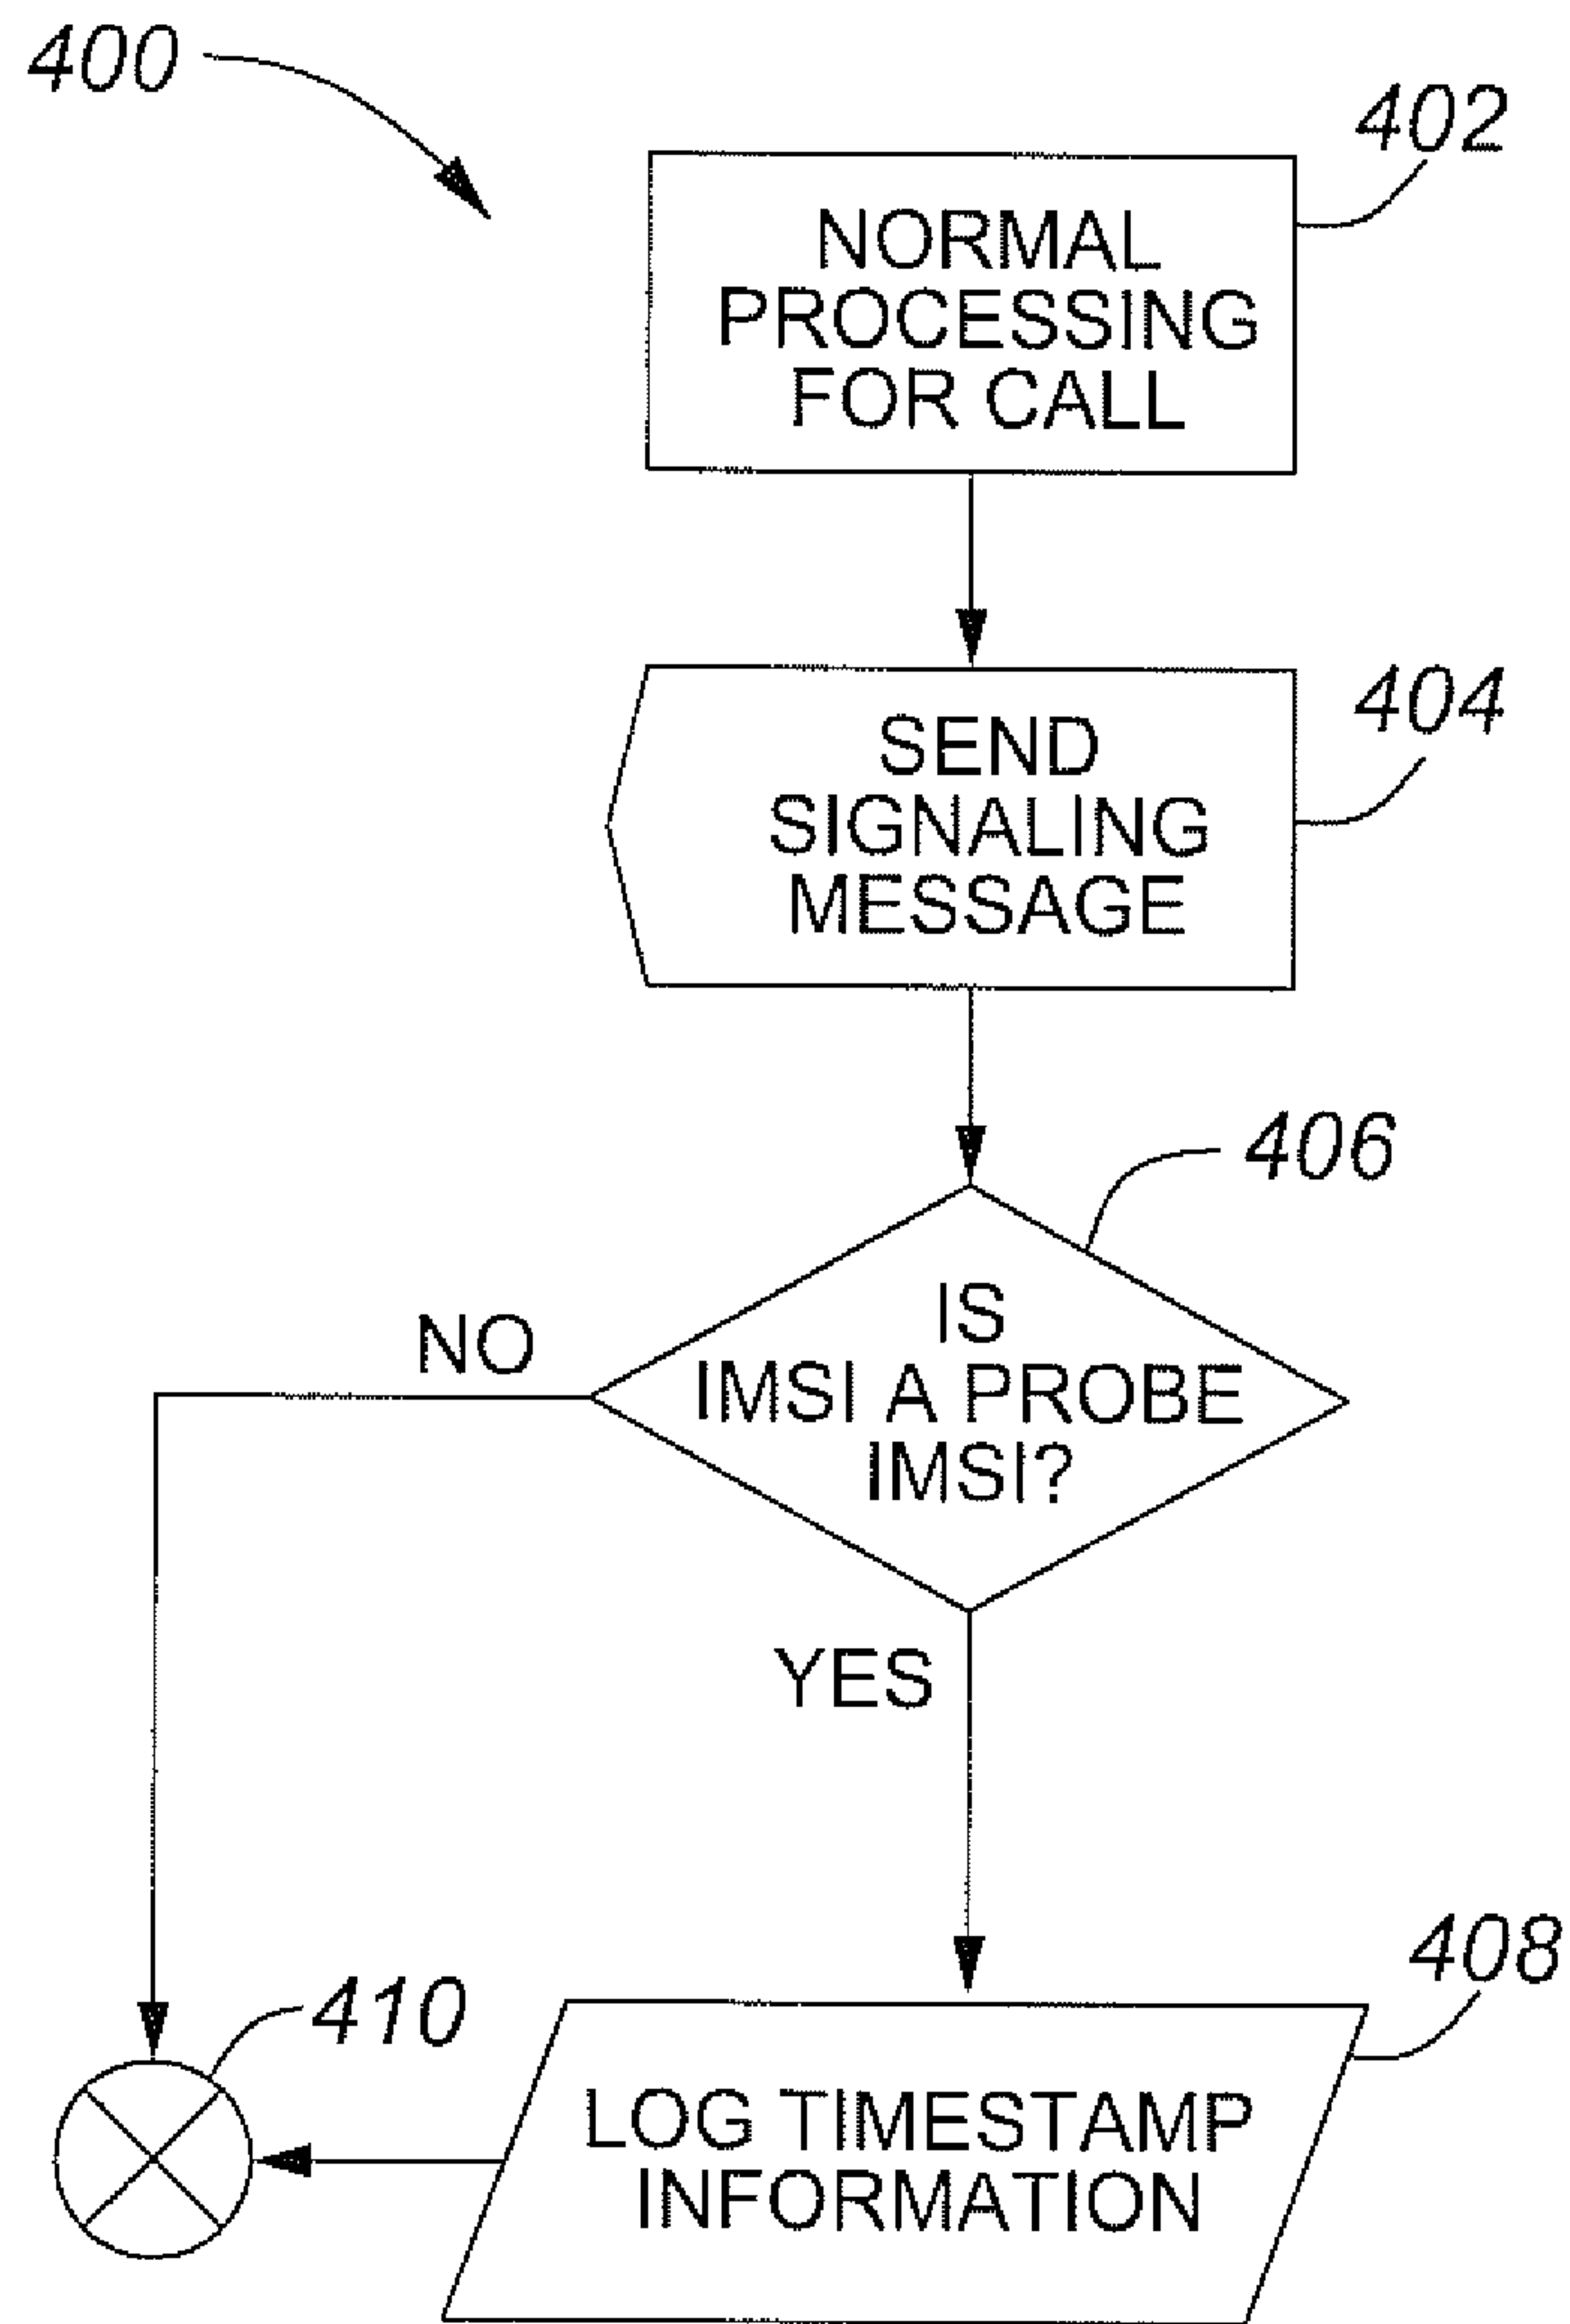 400
402
NORMAL
PROCESSING
FOR CALL
404
SEND
SIGNALING
MESSAGE
406
IS
IMSI A PROBE
IMSI?
NO
YES
408
410
LOG TIMESTAMP
INFORMATION